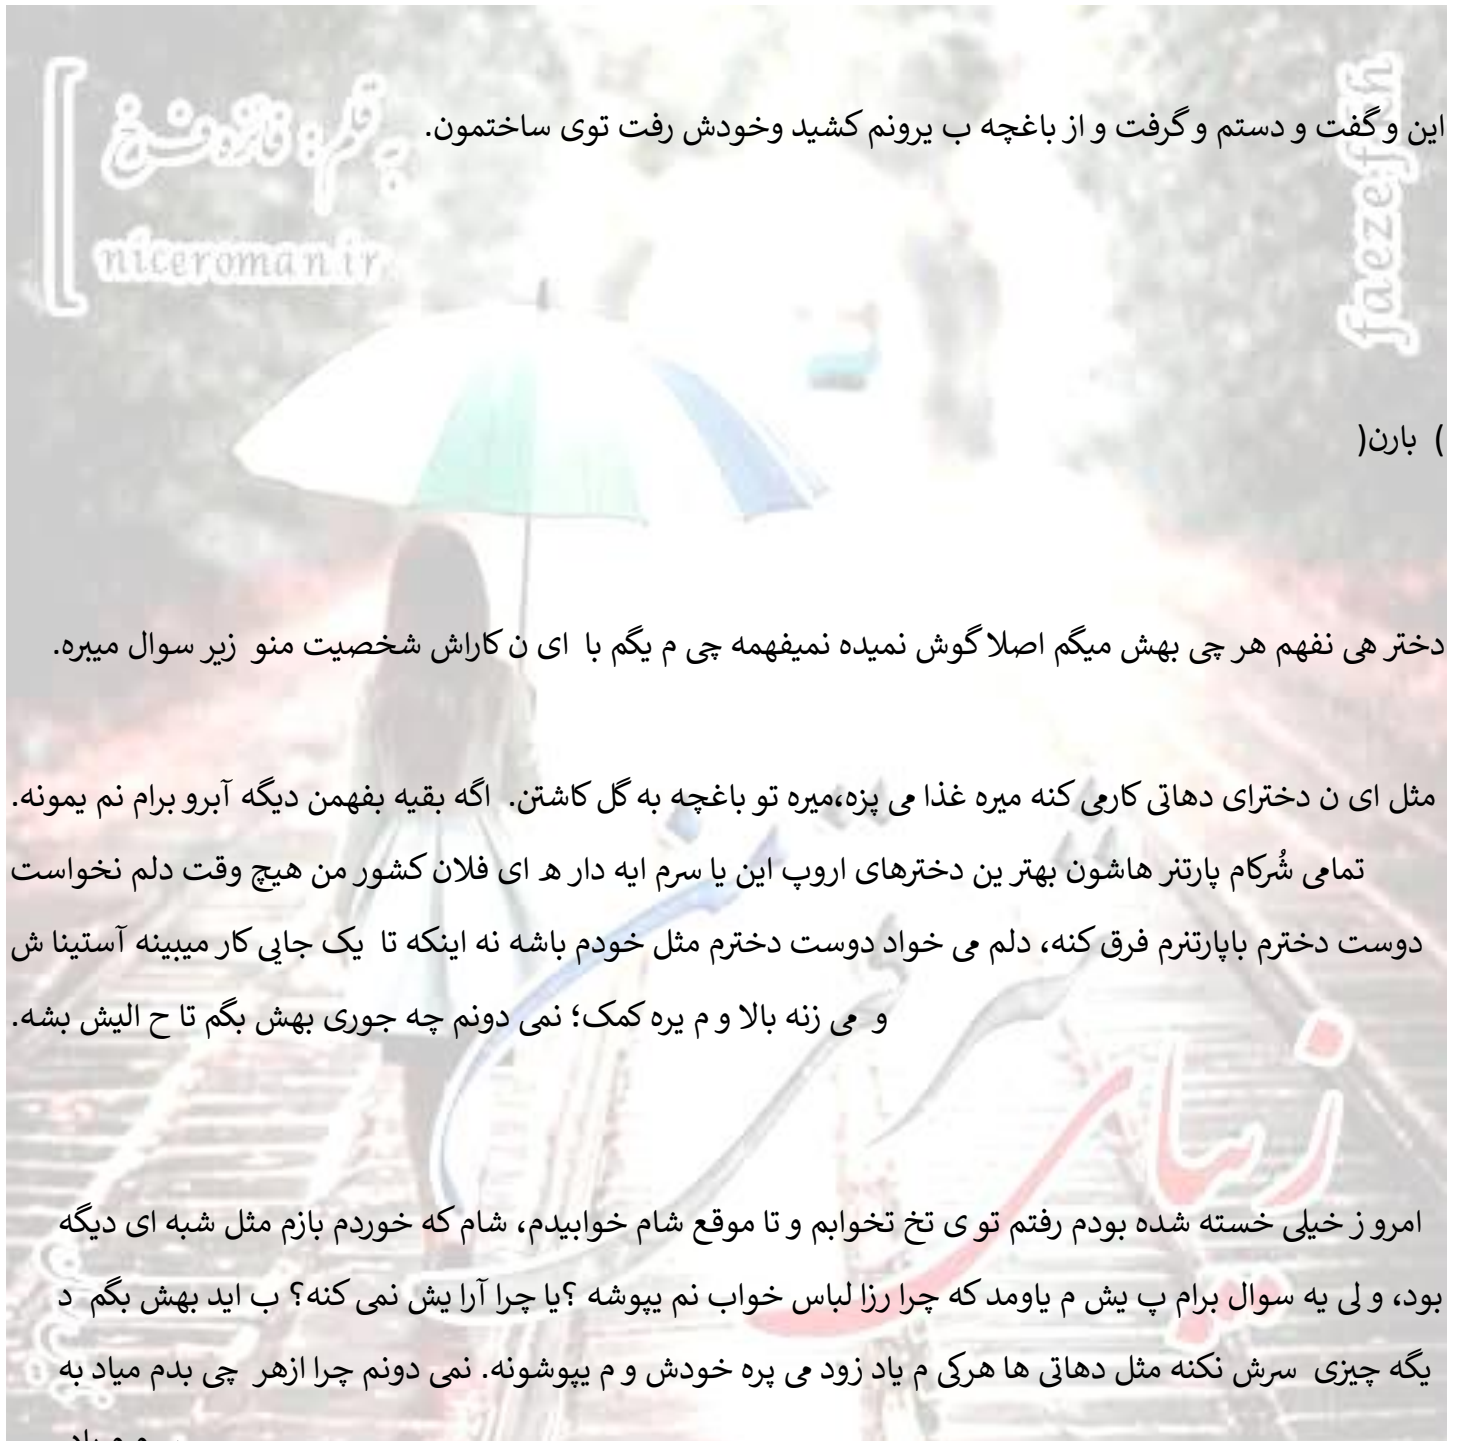 به قلم: فائزه فرخ
niceroman.ir
faezefrkh
این و گفت و دستم و گرفت و از باغچه ب یرونم کشید وخودش رفت توی ساختمون.
) بارن(
دختر هی نفهم هر چی بهش میگم اصلا گوش نمیده نمیفهمه چی م یگم با ای ن کاراش شخصیت منو زیر سوال میبره.
مثل ای ن دخترای دهاتی کارمی کنه میره غذا می پزه،میره تو باغچه به گل کاشتن. اگه بقیه بفهمن دیگه آبرو برام نم یمونه.
تمامی شُرکام پارتنر هاشون بهتر ین دخترهای اروپ این یا سرم ایه دار ه ای فلان کشور من هیچ وقت دلم نخواست
دوست دخترم باپارتنرم فرق کنه، دلم می خواد دوست دخترم مثل خودم باشه نه اینکه تا یک جایی کار میبینه آستینا ش
و می زنه بالا و م یره کمک؛ نمی دونم چه جوری بهش بگم تا ح الیش بشه.
زیبای
امرو ز خیلی خسته شده بودم رفتم تو ی تخ تخوابم و تا موقع شام خوابیدم، شام که خوردم بازم مثل شبه ای دیگه
بود، و لی یه سوال برام پ یش م یاومد که چرا رزا لباس خواب نم یپوشه ؟یا چرا آرا یش نمی کنه؟ ب اید بهش بگم د
یگه چیزی سرش نکنه مثل دهاتی ها هرکی م یاد زود می پره خودش و م یپوشونه. نمی دونم چرا ازهر چی بدم میاد به